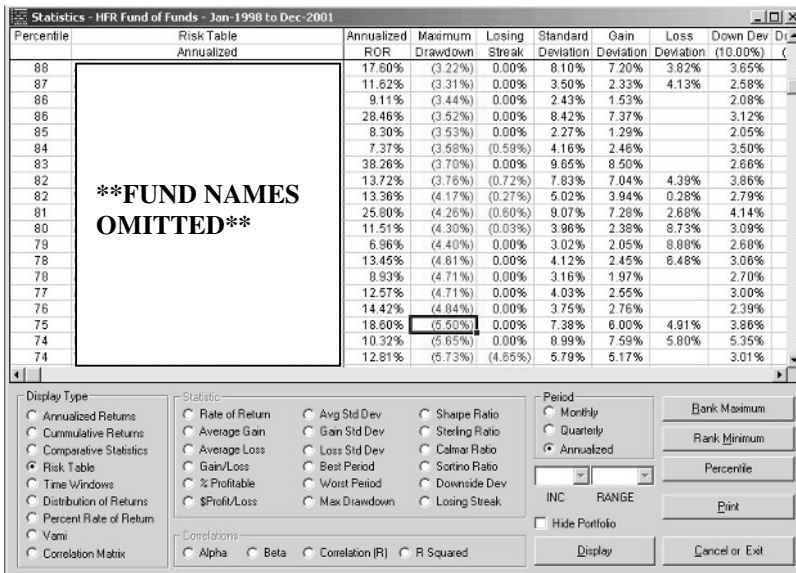 Statistics - HFR Fund of Funds - Jan-1998 to Dec-2001
Percentile Risk Table Annualized Maximum Losing Standard Gain Loss Down Dev
Annualized ROR Drawdown Streak Deviation Deviation Deviation (10.00%)
88 17.60% (3.22%) 0.00% 8.10% 7.20% 3.82% 3.65%
87 11.62% (3.31%) 0.00% 3.50% 2.33% 4.13% 2.58%
86 9.11% (3.44%) 0.00% 2.43% 1.53% 2.08%
86 28.46% (3.52%) 0.00% 8.42% 7.37% 3.12%
85 8.30% (3.53%) 0.00% 2.27% 1.29% 2.05%
84 7.37% (3.58%) (0.59%) 4.16% 2.46% 3.50%
83 38.26% (3.70%) 0.00% 9.65% 8.50% 2.66%
82 13.72% (3.76%) (0.72%) 7.83% 7.04% 4.39% 3.86%
82 13.36% (4.17%) (0.27%) 5.02% 3.94% 0.28% 2.79%
81 25.80% (4.26%) (0.60%) 9.07% 7.28% 2.68% 4.14%
80 11.51% (4.30%) (0.03%) 3.96% 2.38% 8.73% 3.09%
79 6.96% (4.40%) 0.00% 3.02% 2.05% 8.88% 2.68%
78 13.45% (4.61%) 0.00% 4.12% 2.45% 6.48% 3.06%
78 8.93% (4.71%) 0.00% 3.16% 1.97% 2.70%
77 12.57% (4.71%) 0.00% 4.03% 2.55% 3.00%
76 14.42% (4.84%) 0.00% 3.75% 2.76% 2.39%
75 18.60% (5.50%) 0.00% 7.38% 6.00% 4.91% 3.86%
74 10.32% (5.65%) 0.00% 8.99% 7.59% 5.80% 5.35%
74 12.81% (5.73%) (4.65%) 5.79% 5.17% 3.01%
**FUND NAMES
OMITTED**
Display Type
Annualized Returns
Cummulative Returns
Comparative Statistics
Risk Table
Time Windows
Distribution of Returns
Percent Rate of Return
Vami
Correlation Matrix
Statistic
Rate of Return Avg Std Dev Sharpe Ratio
Average Gain Gain Std Dev Sterling Ratio
Average Loss Loss Std Dev Calmar Ratio
Gain/Loss Best Period Sortino Ratio
% Profitable Worst Period Downside Dev
$Profit/Loss Max Drawdown Losing Streak
Correlations
Alpha Beta Correlation (R) R Squared
Period
Monthly
Quarterly
Annualized
INC RANGE
Hide Portfolio
Display
Rank Maximum
Rank Minimum
Percentile
Print
Cancel or Exit